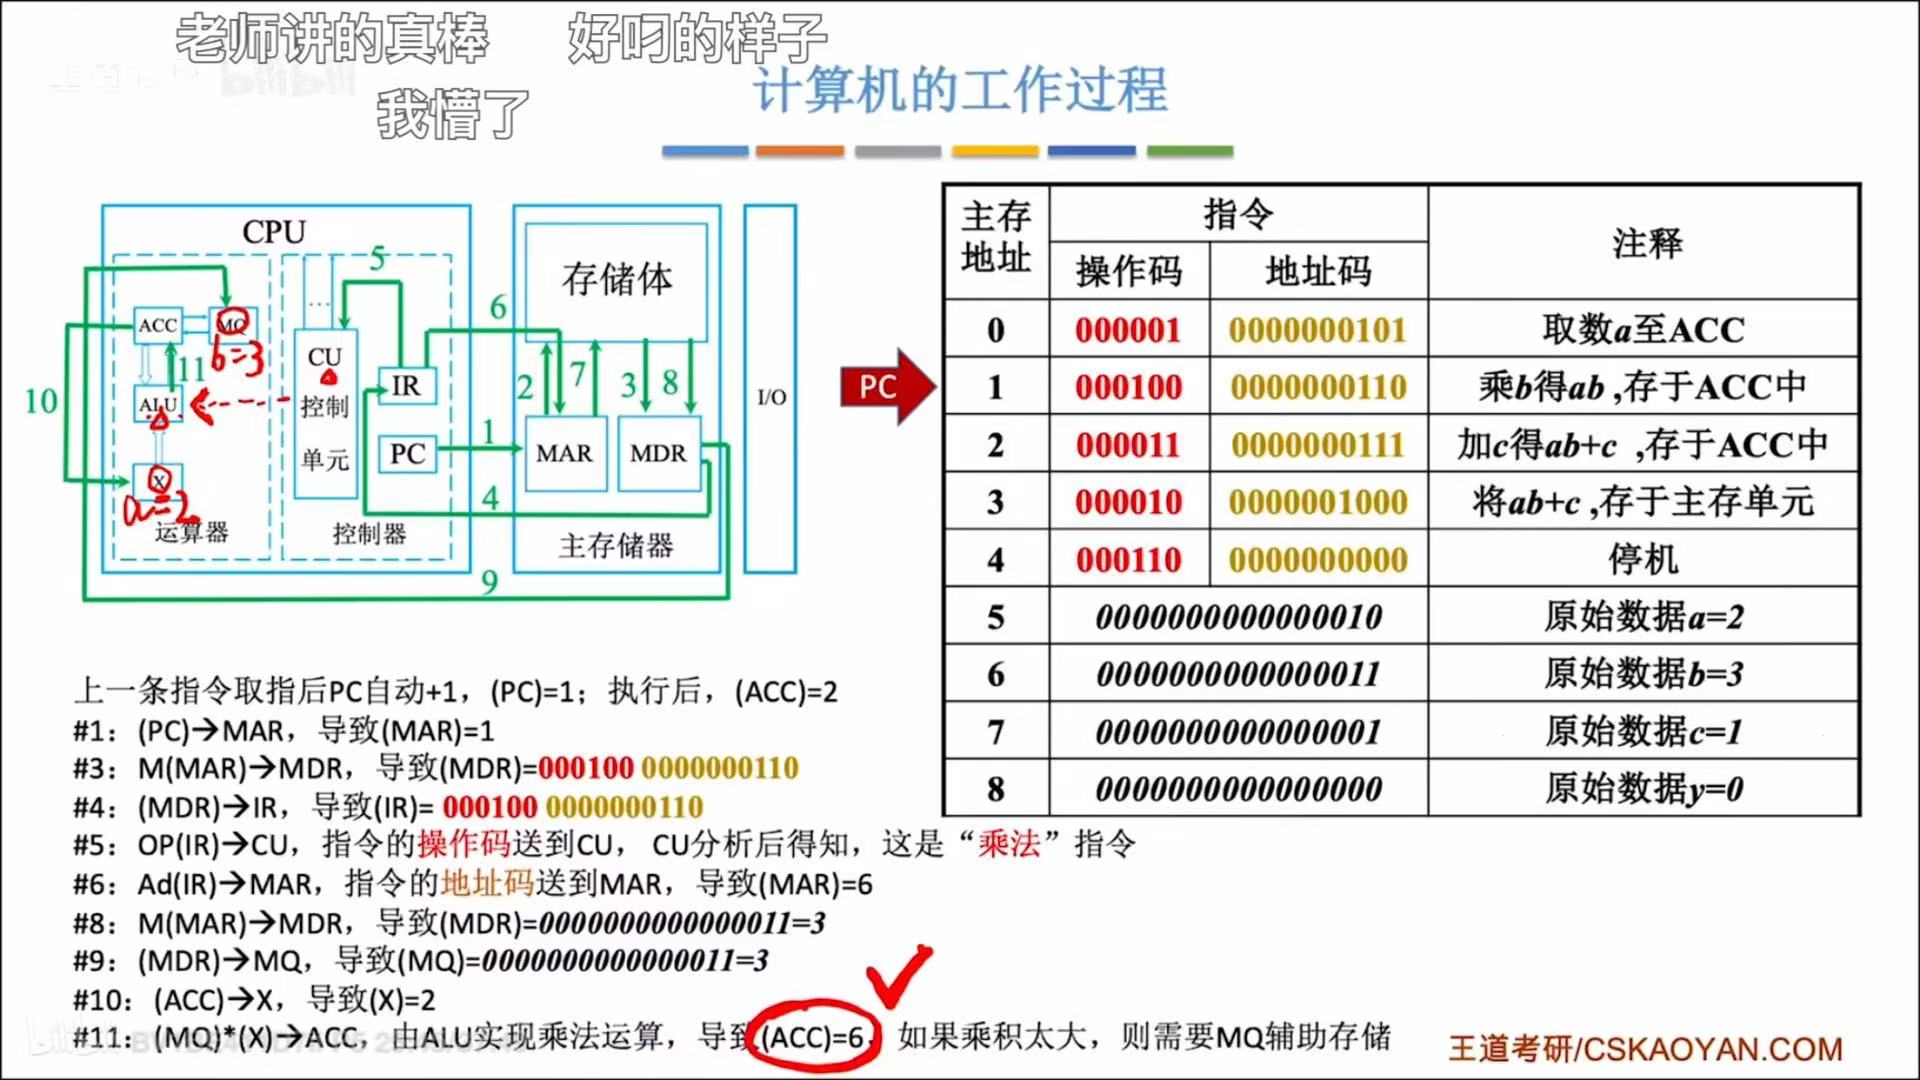 老师讲的真棒 好叼的样子
bilibili
我懵了
计算机的工作过程
CPU
5
存储体
6
ACC
MQ
b=3
...
11
CU
IR
2
7
3
8
10
ALU
控制
单元
PC
1
MAR
MDR
I/O
X
a=2
4
运算器
控制器
主存储器
9
PC
主存地址 指令 注释
操作码 地址码
0 000001 0000000101 取数a至ACC
1 000100 0000000110 乘b得ab ,存于ACC中
2 000011 0000000111 加c得ab+c ,存于ACC中
3 000010 0000001000 将ab+c ,存于主存单元
4 000110 0000000000 停机
5 0000000000000010 原始数据a=2
6 0000000000000011 原始数据b=3
7 0000000000000001 原始数据c=1
8 0000000000000000 原始数据y=0
上一条指令取指后PC自动+1，(PC)=1；执行后，(ACC)=2
#1：(PC)→MAR，导致(MAR)=1
#3：M(MAR)→MDR，导致(MDR)=000100 0000000110
#4：(MDR)→IR，导致(IR)= 000100 0000000110
#5：OP(IR)→CU，指令的操作码送到CU， CU分析后得知，这是“乘法”指令
#6：Ad(IR)→MAR，指令的地址码送到MAR，导致(MAR)=6
#8：M(MAR)→MDR，导致(MDR)=0000000000000011=3
#9：(MDR)→MQ，导致(MQ)=0000000000000011=3
#10：(ACC)→X，导致(X)=2
#11：(MQ)*(X)→ACC，由ALU实现乘法运算，导致(ACC)=6，如果乘积太大，则需要MQ辅助存储
王道考研/CSKAOYAN.COM